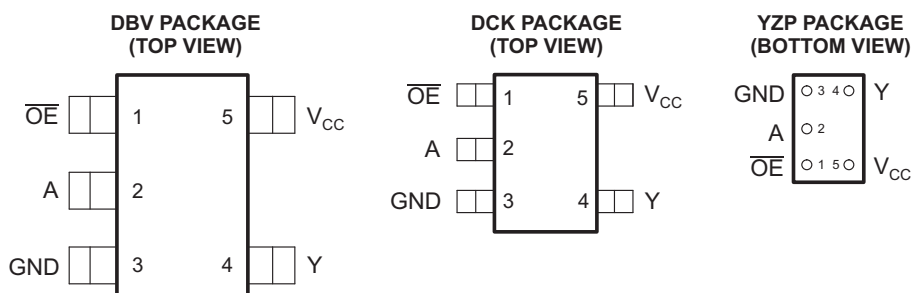 DBV PACKAGE
(TOP VIEW)
OE 1 5 VCC
A 2
GND 3 4 Y
DCK PACKAGE
(TOP VIEW)
OE 1 5 VCC
A 2
GND 3 4 Y
YZP PACKAGE
(BOTTOM VIEW)
GND 3 4 Y
A 2
OE 1 5 VCC